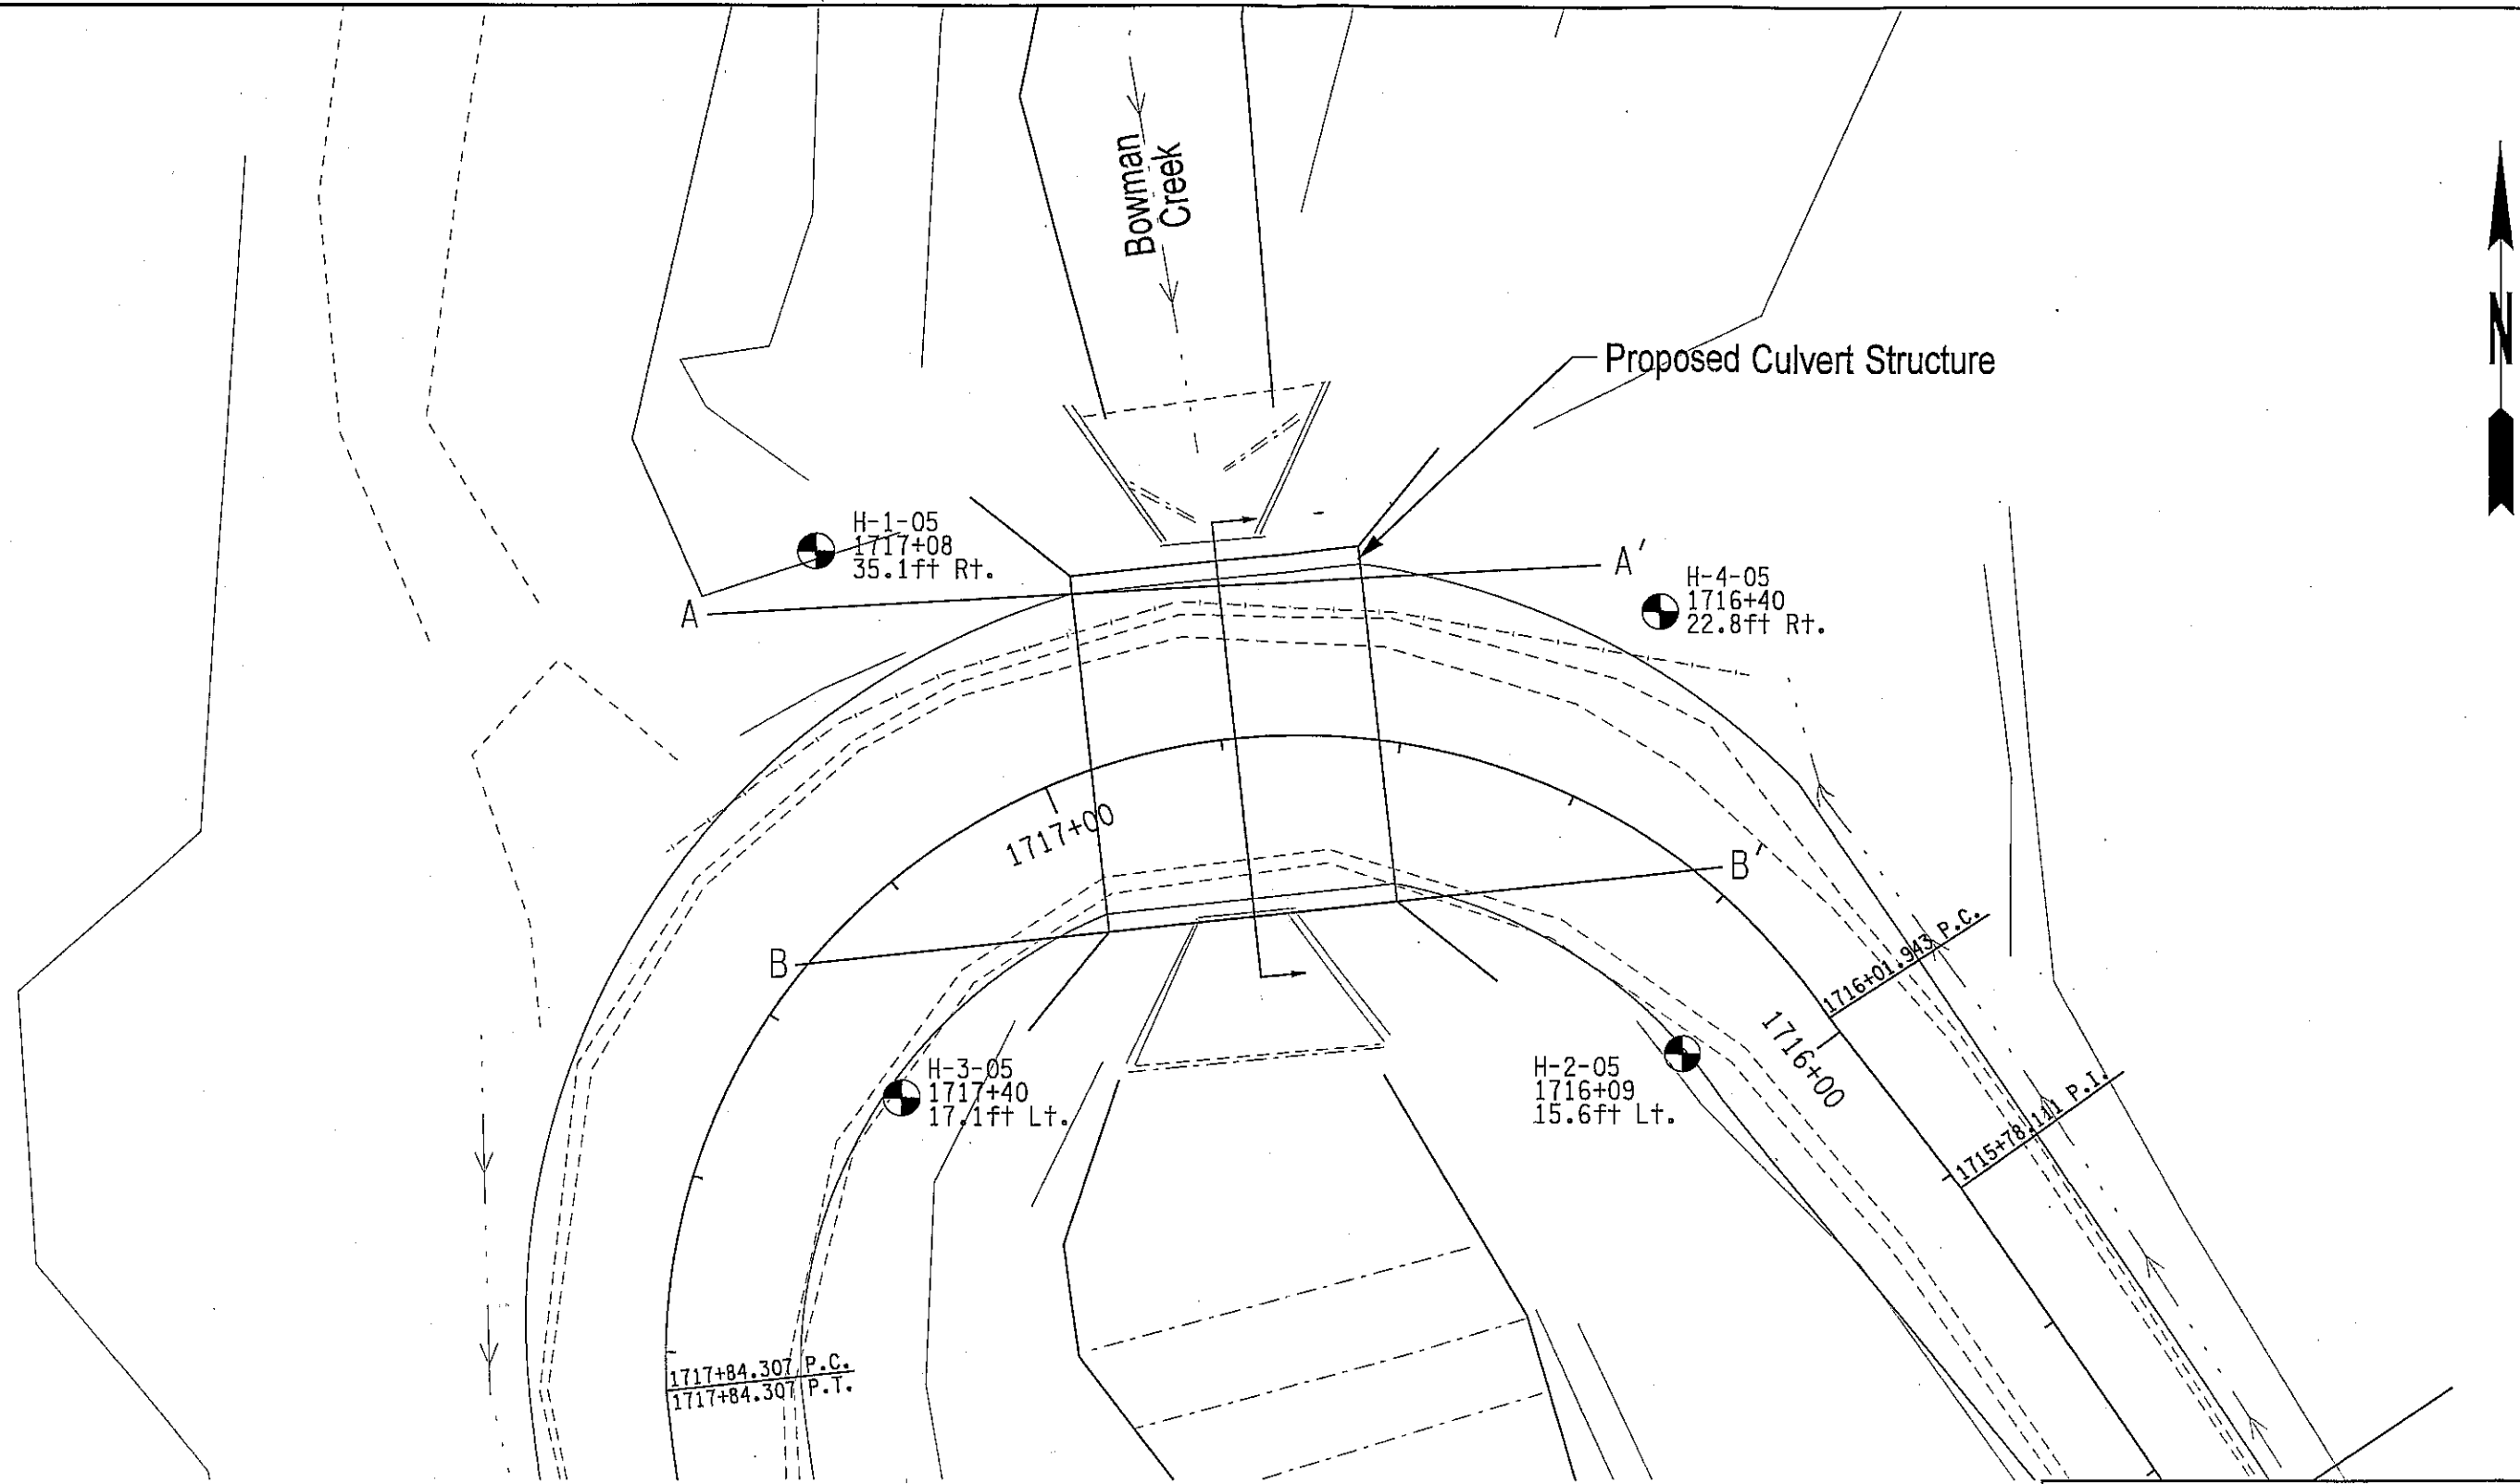 Bowman
Creek
N
Proposed Culvert Structure
H-1-05
1717+08
35.1ft Rt.
A
A'
H-4-05
1716+40
22.8ft Rt.
1717+00
B
B'
1716+01.943 P.C.
1716+00
H-3-05
1717+40
17.1ft Lt.
H-2-05
1716+09
15.6ft Lt.
1715+78.111 P.I.
1717+84.307 P.C.
1717+84.307 P.T.